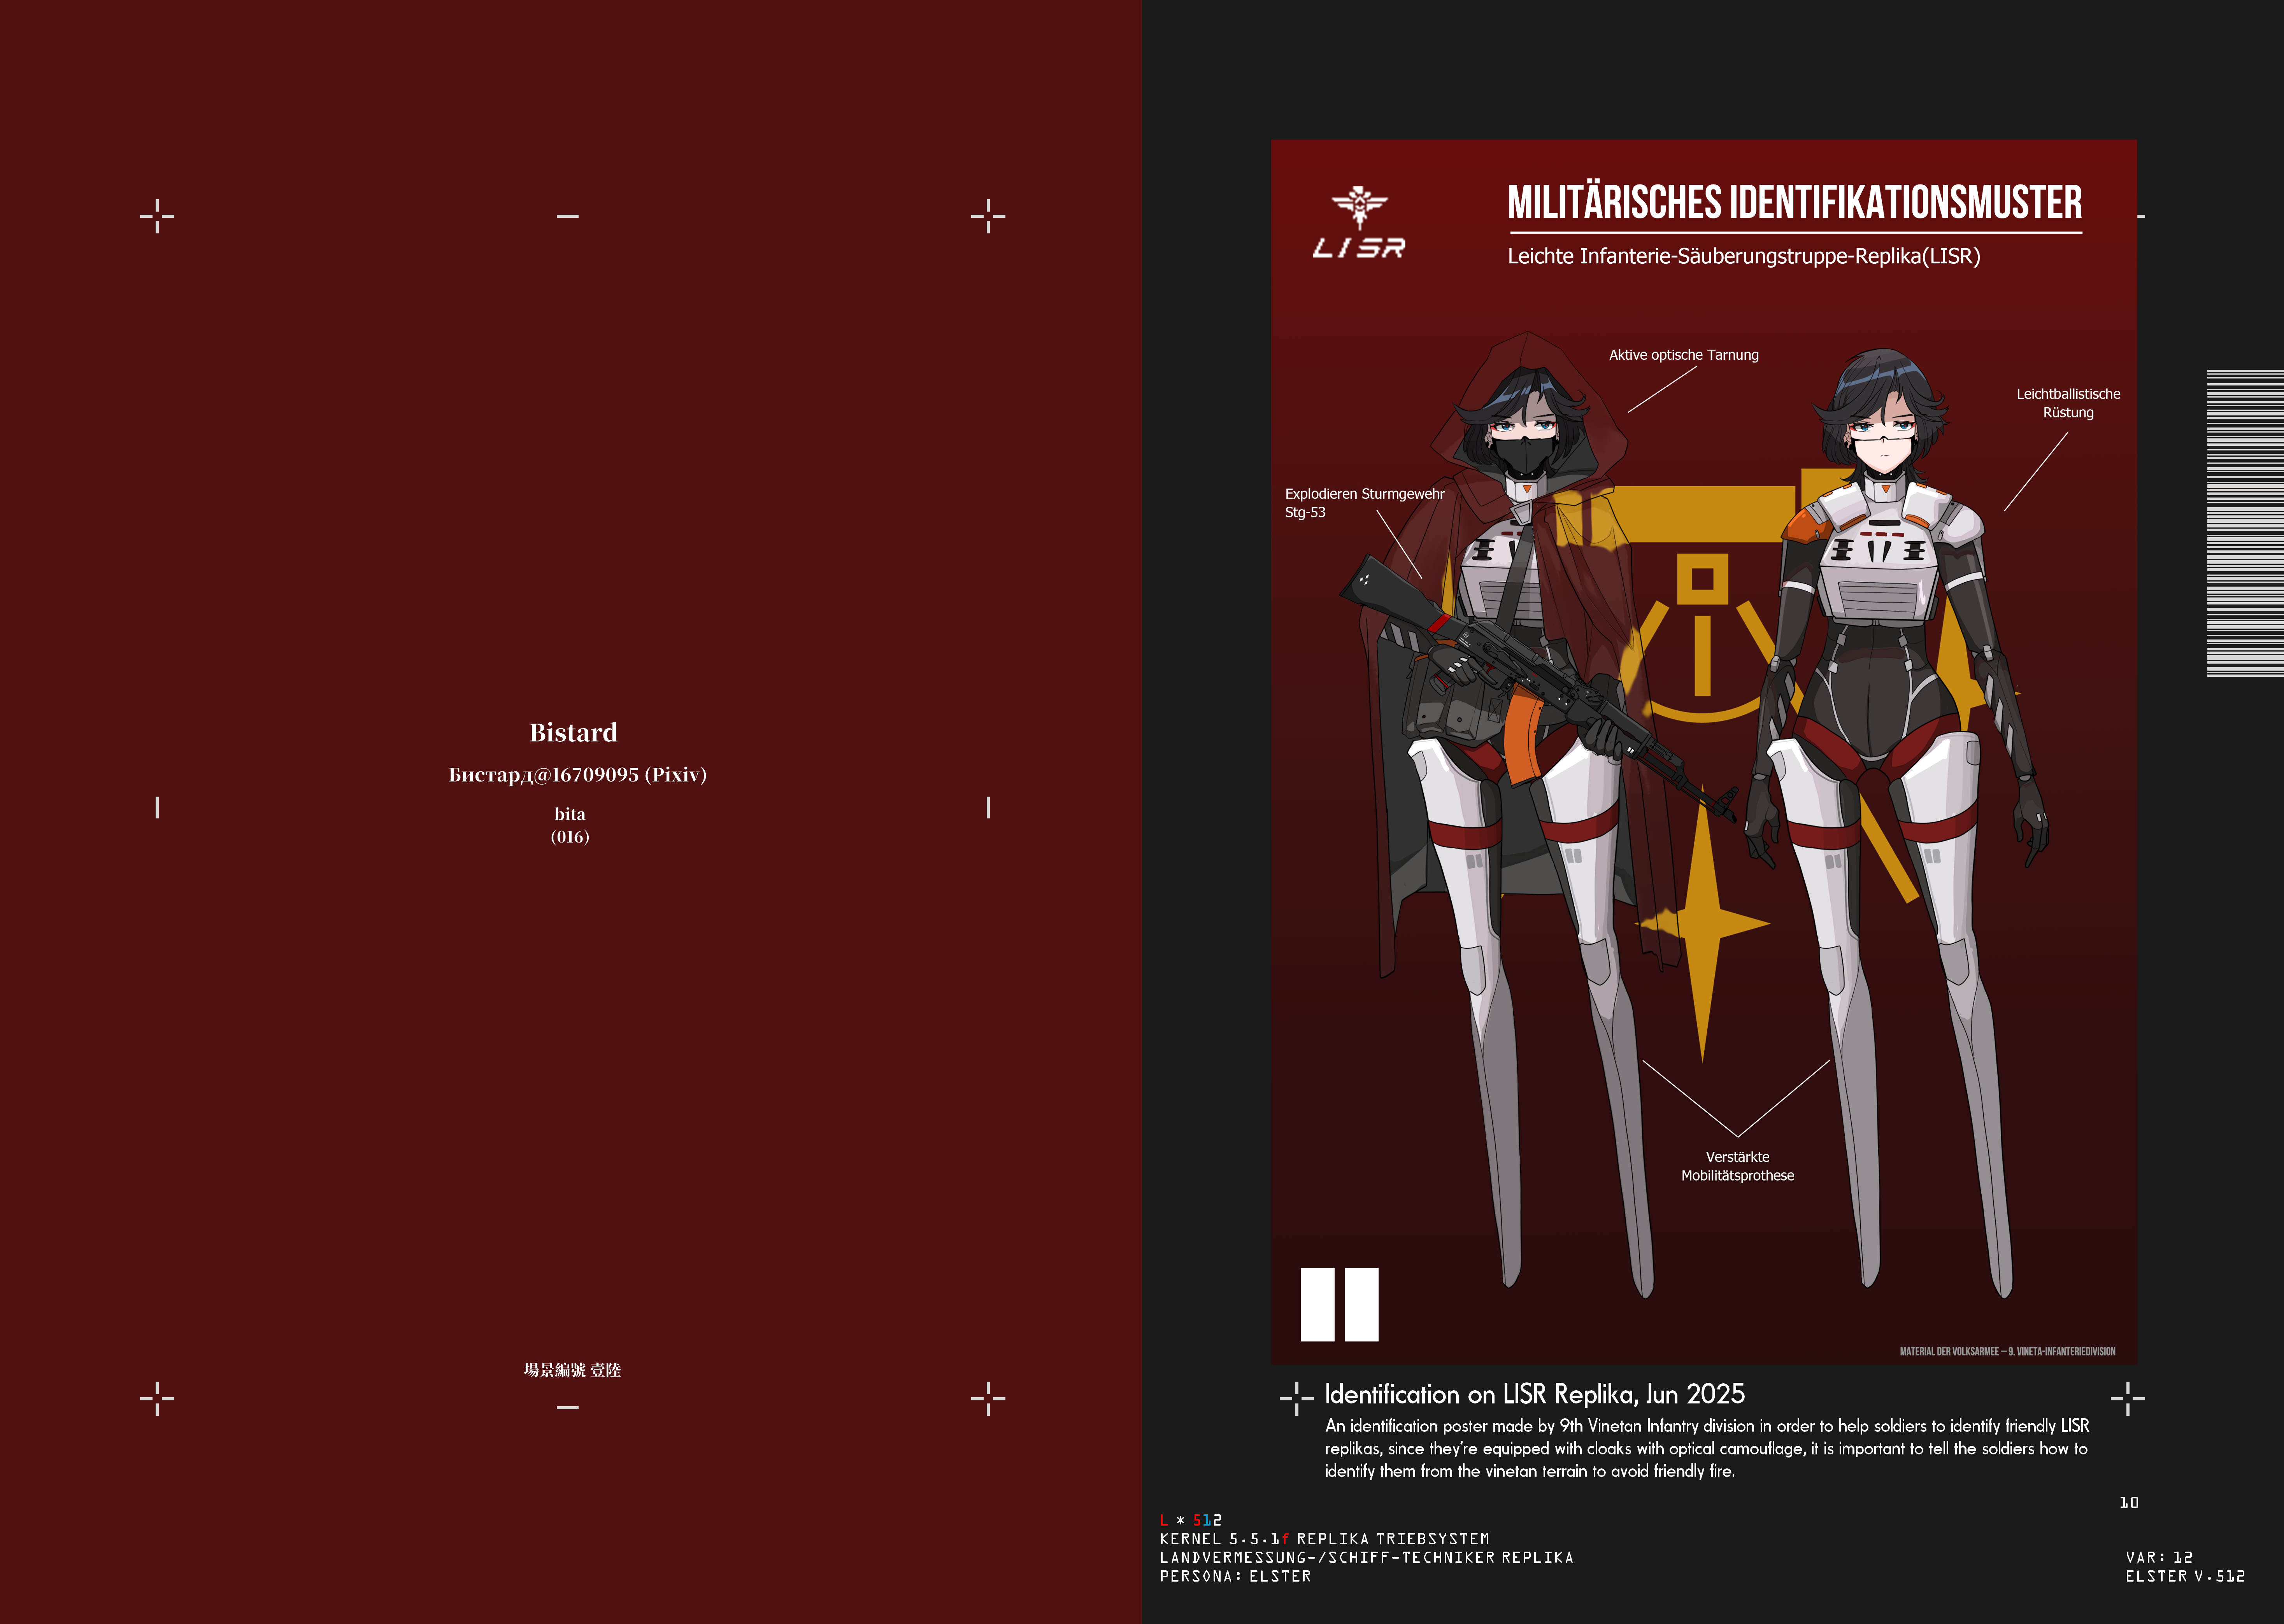 Bistard
Бистард@16709095 (Pixiv)
bita
(016)
場景編號 壹陸
LISR
MILITÄRISCHES IDENTIFIKATIONSMUSTER
Leichte Infanterie-Säuberungstruppe-Replika(LISR)
Aktive optische Tarnung
Leichtballistische
Rüstung
Explodieren Sturmgewehr
Stg-53
Verstärkte
Mobilitätsprothese
MATERIAL DER VOLKSARMEE – 9. VINETA-INFANTERIEDIVISION
Identification on LISR Replika, Jun 2025
An identification poster made by 9th Vinetan Infantry division in order to help soldiers to identify friendly LISR
replikas, since they're equipped with cloaks with optical camouflage, it is important to tell the soldiers how to
identify them from the vinetan terrain to avoid friendly fire.
10
L * 512
KERNEL 5.5.1f REPLIKA TRIEBSYSTEM
LANDVERMESSUNG-/SCHIFF-TECHNIKER REPLIKA
PERSONA: ELSTER
VAR: 12
ELSTER V.512